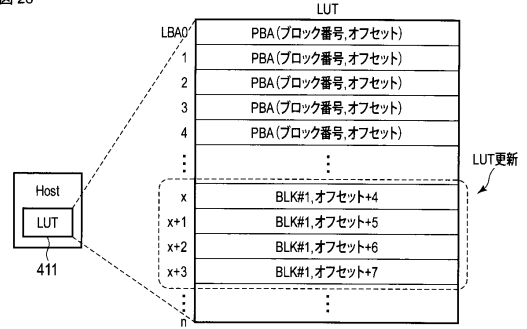 LUT
LBA0 PBA(ブロック番号,オフセット)
1 PBA(ブロック番号,オフセット)
2 PBA(ブロック番号,オフセット)
3 PBA(ブロック番号,オフセット)
4 PBA(ブロック番号,オフセット)
LUT更新
x BLK#1,オフセット+4
x+1 BLK#1,オフセット+5
x+2 BLK#1,オフセット+6
x+3 BLK#1,オフセット+7
n
Host
LUT
411